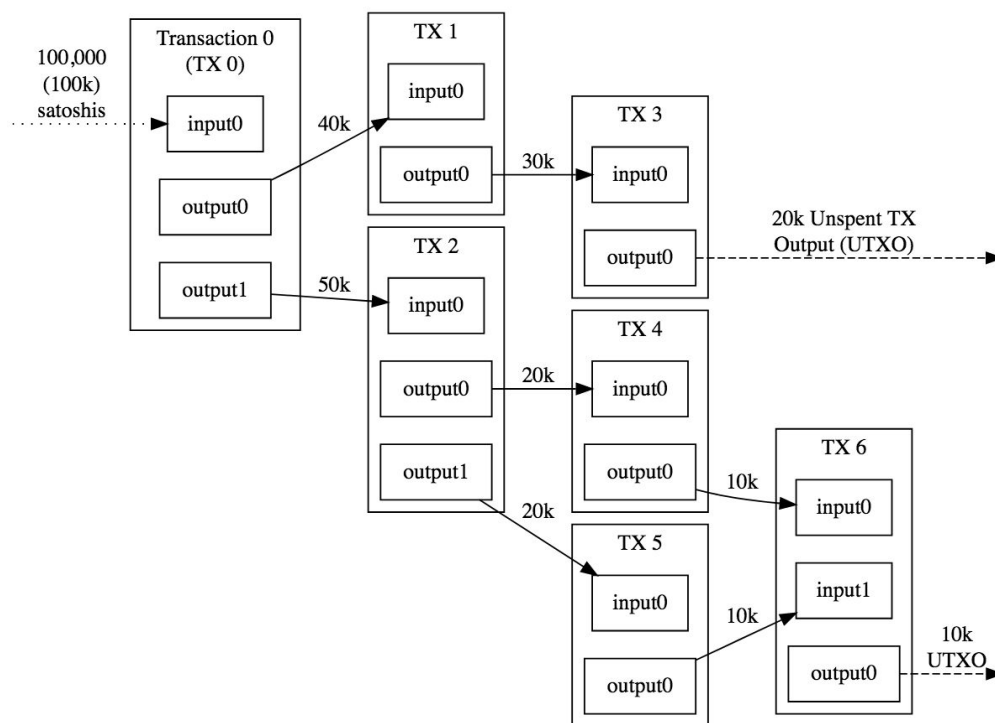 100,000
(100k)
satoshis
Transaction 0
(TX 0)
input0
output0
output1
40k
50k
TX 1
input0
output0
30k
TX 2
input0
output0
output1
20k
20k
TX 3
input0
output0
20k Unspent TX
Output (UTXO)
TX 4
input0
output0
10k
TX 5
input0
output0
10k
TX 6
input0
input1
output0
10k
UTXO